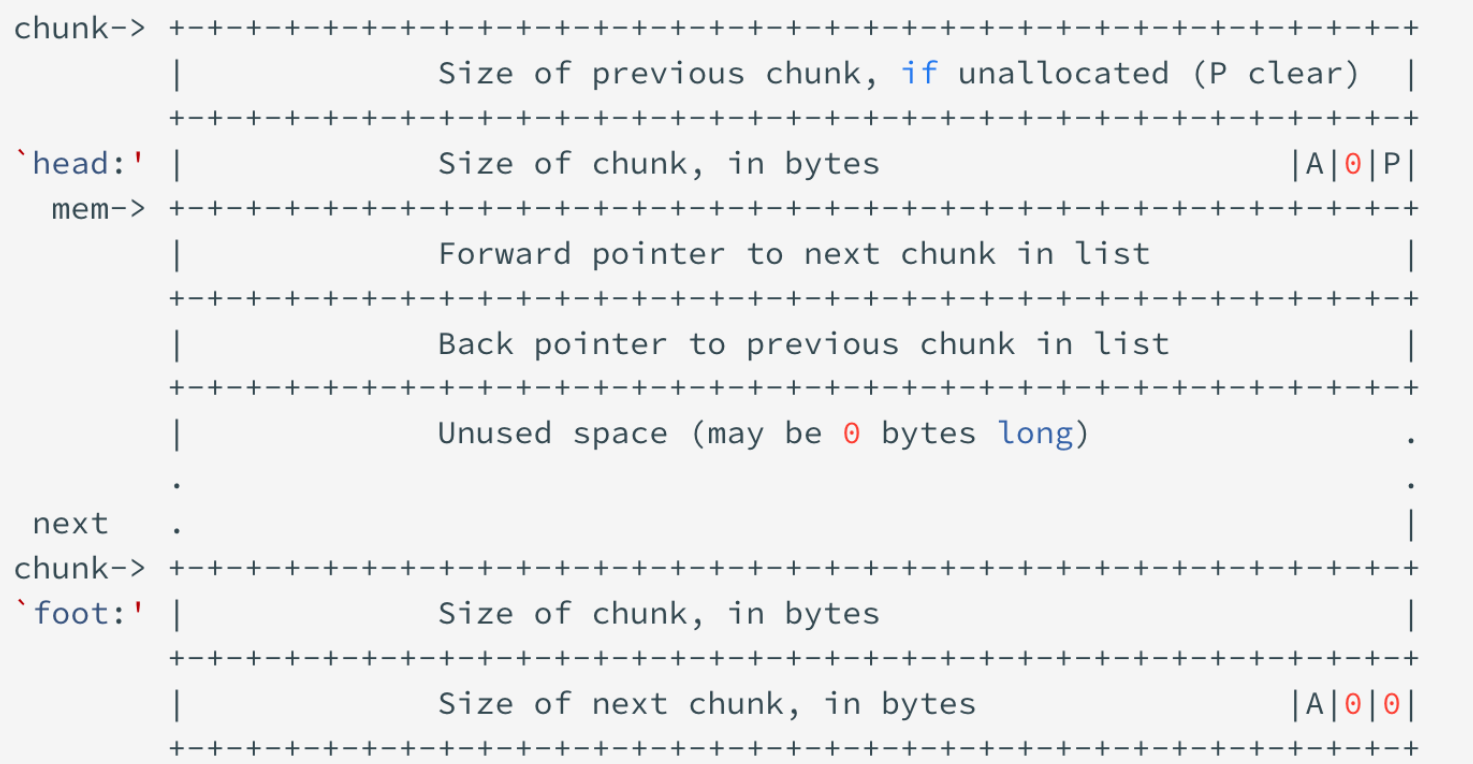 chunk-> +-+-+-+-+-+-+-+-+-+-+-+-+-+-+-+-+-+-+-+-+-+-+-+-+-+-+-+-+-+-+-+-+
        |             Size of previous chunk, if unallocated (P clear)  |
        +-+-+-+-+-+-+-+-+-+-+-+-+-+-+-+-+-+-+-+-+-+-+-+-+-+-+-+-+-+-+-+-+
`head:' |             Size of chunk, in bytes                     |A|0|P|
  mem-> +-+-+-+-+-+-+-+-+-+-+-+-+-+-+-+-+-+-+-+-+-+-+-+-+-+-+-+-+-+-+-+-+
        |             Forward pointer to next chunk in list             |
        +-+-+-+-+-+-+-+-+-+-+-+-+-+-+-+-+-+-+-+-+-+-+-+-+-+-+-+-+-+-+-+-+
        |             Back pointer to previous chunk in list            |
        +-+-+-+-+-+-+-+-+-+-+-+-+-+-+-+-+-+-+-+-+-+-+-+-+-+-+-+-+-+-+-+-+
        |             Unused space (may be 0 bytes long)                .
        .                                                               .
 next   .                                                               |
chunk-> +-+-+-+-+-+-+-+-+-+-+-+-+-+-+-+-+-+-+-+-+-+-+-+-+-+-+-+-+-+-+-+-+
`foot:' |             Size of chunk, in bytes                           |
        +-+-+-+-+-+-+-+-+-+-+-+-+-+-+-+-+-+-+-+-+-+-+-+-+-+-+-+-+-+-+-+-+
        |             Size of next chunk, in bytes                |A|0|0|
        +-+-+-+-+-+-+-+-+-+-+-+-+-+-+-+-+-+-+-+-+-+-+-+-+-+-+-+-+-+-+-+-+